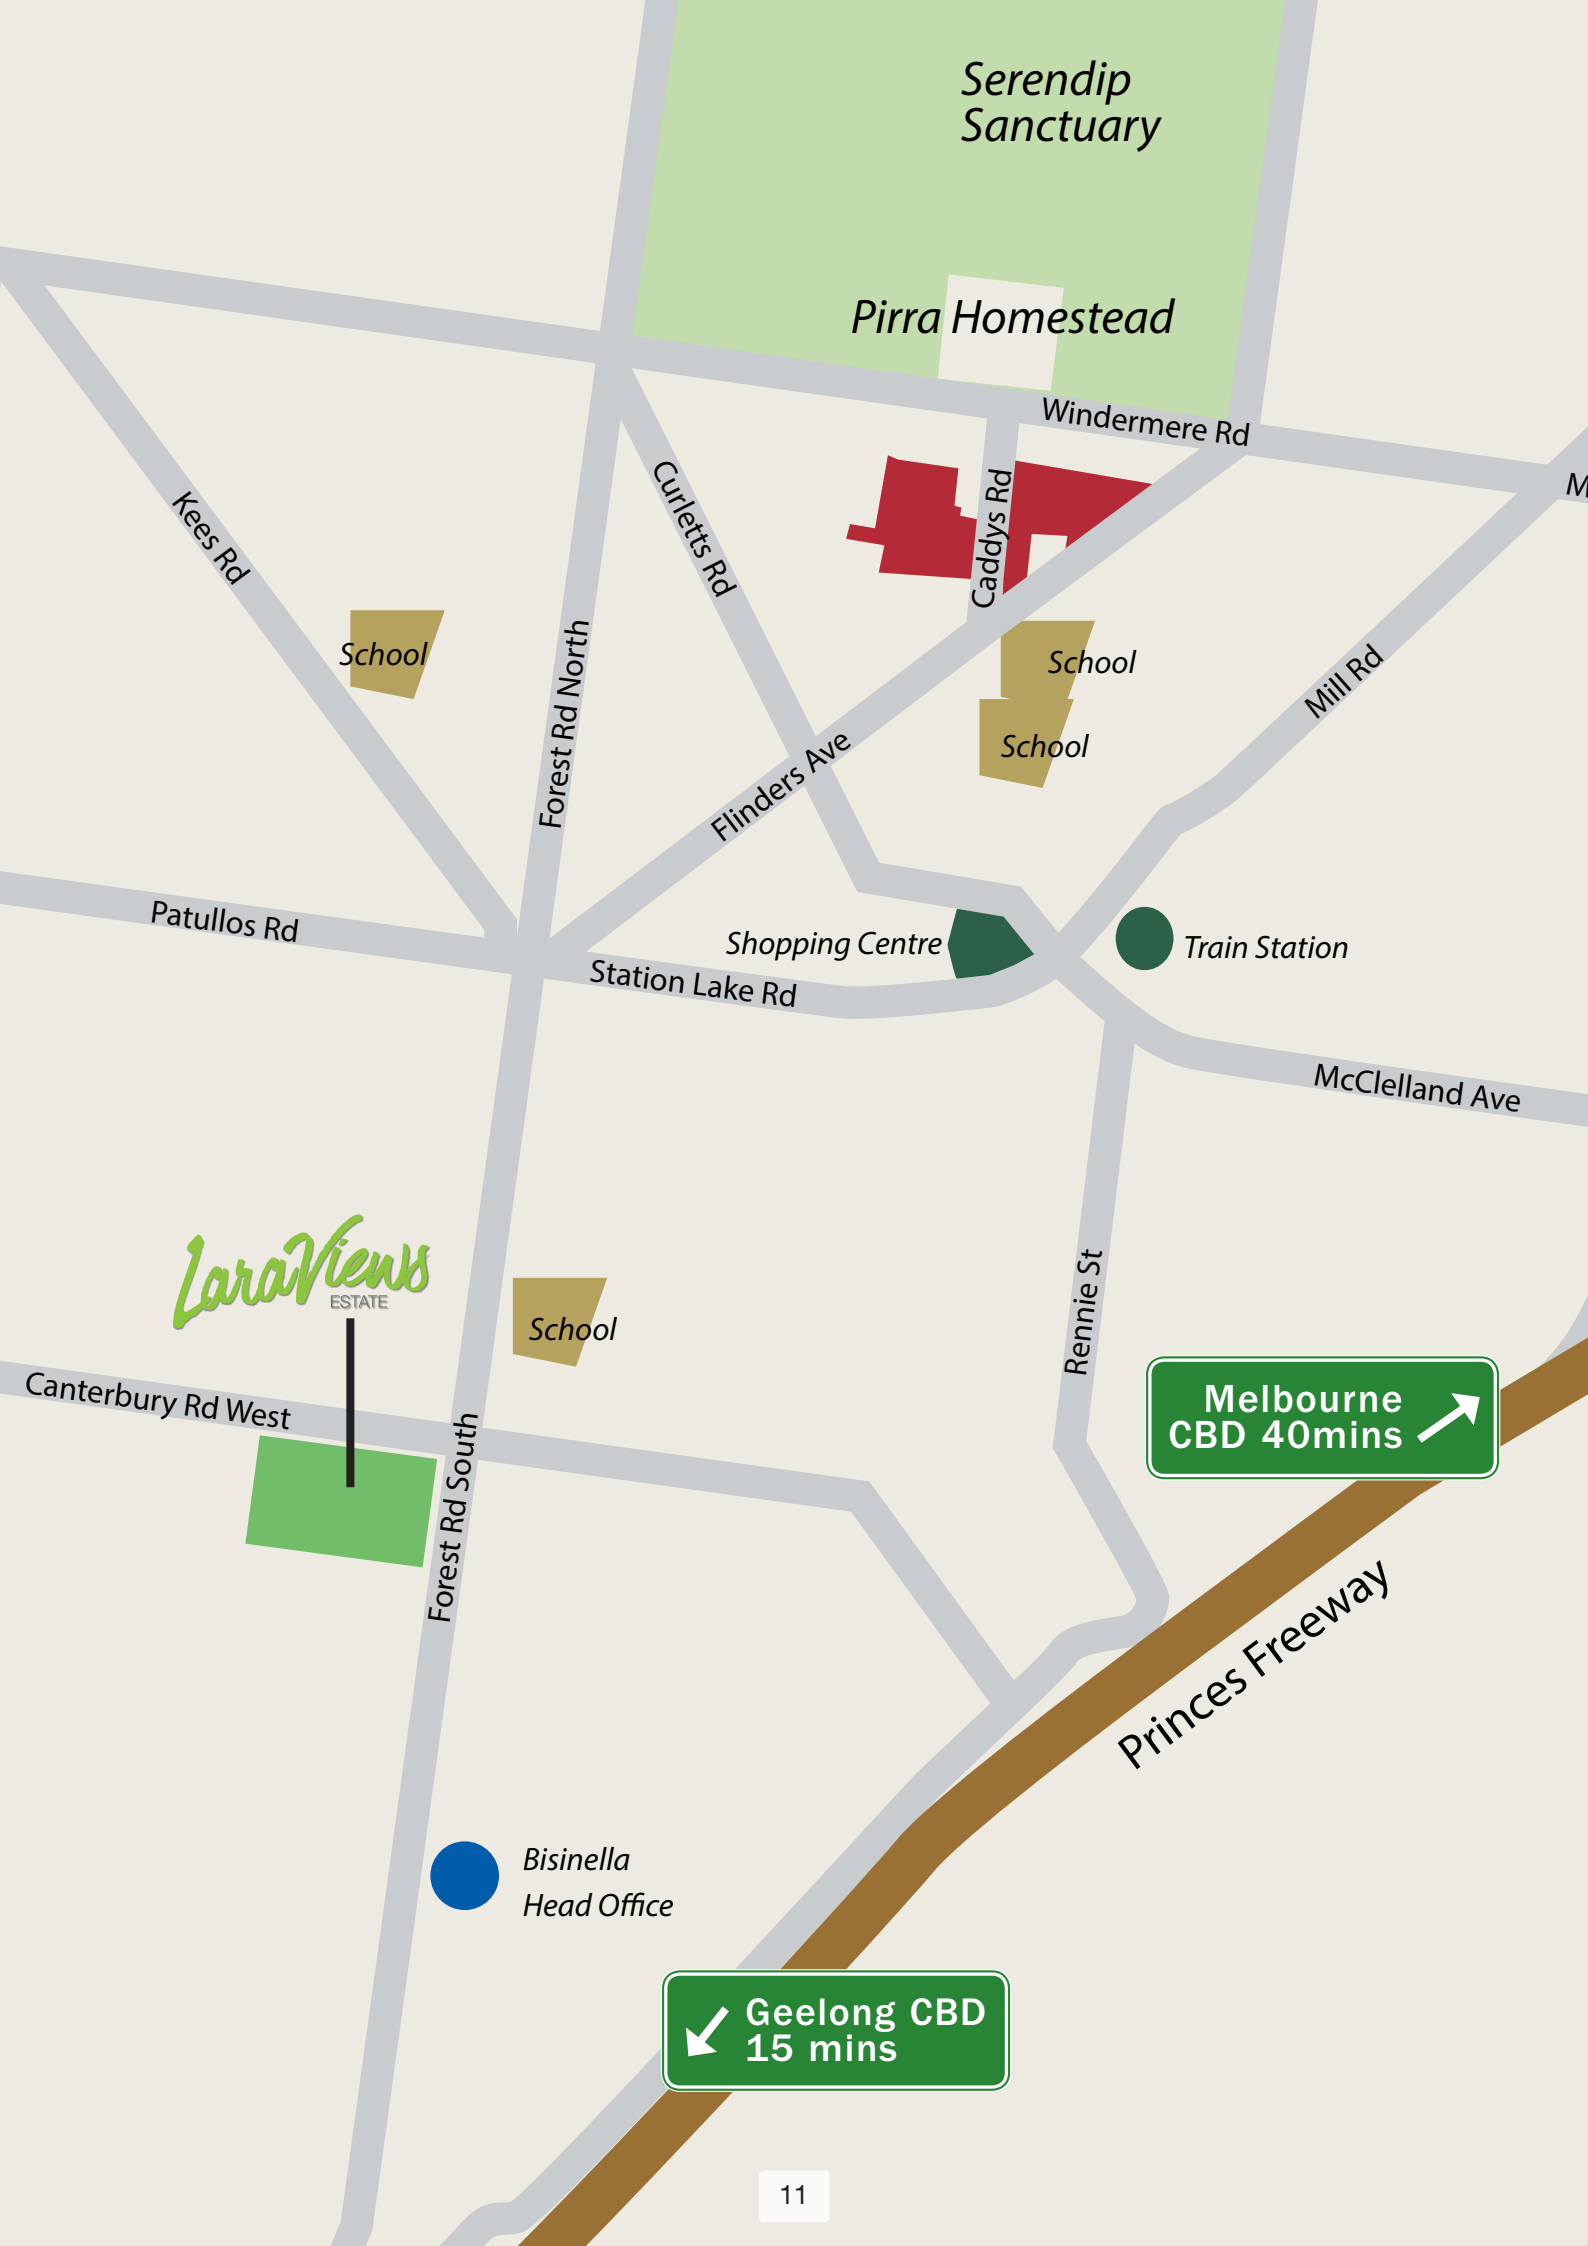 Serendip
Sanctuary
Pirra Homestead
Windermere Rd
M
Caddys Rd
Curletts Rd
Kees Rd
School
Forest Rd North
School
Mill Rd
School
Flinders Ave
Patullos Rd
Shopping Centre
Train Station
Station Lake Rd
McClelland Ave
LaraViews
ESTATE
School
Rennie St
Canterbury Rd West
Forest Rd South
Melbourne
CBD 40mins
Princes Freeway
Bisinella
Head Office
Geelong CBD
15 mins
11